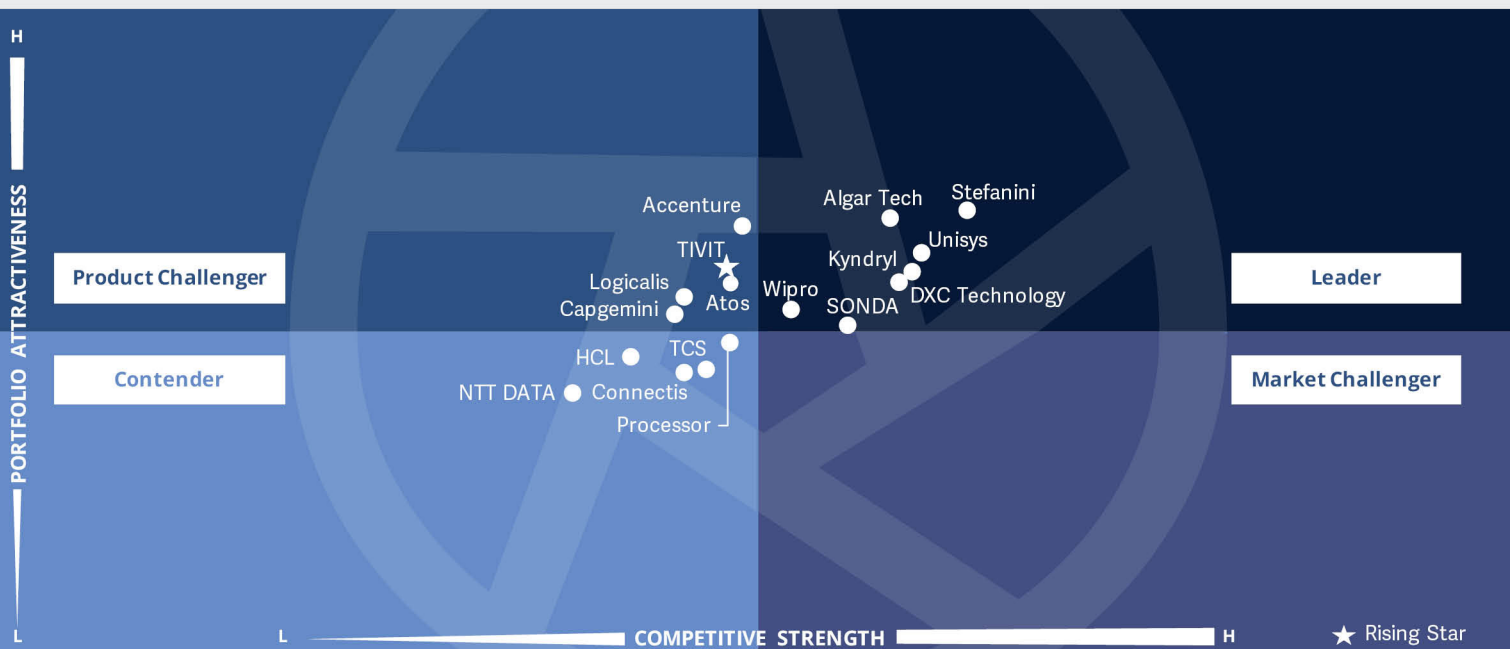 H
PORTFOLIO ATTRACTIVENESS
L
Product Challenger
Leader
Contender
Market Challenger
Accenture
TIVIT
Logicalis
Capgemini
Atos
Algar Tech
Stefanini
Unisys
Kyndryl
DXC Technology
Wipro
SONDA
HCL
TCS
NTT DATA
Connectis
Processor
L
COMPETITIVE STRENGTH
H
Rising Star